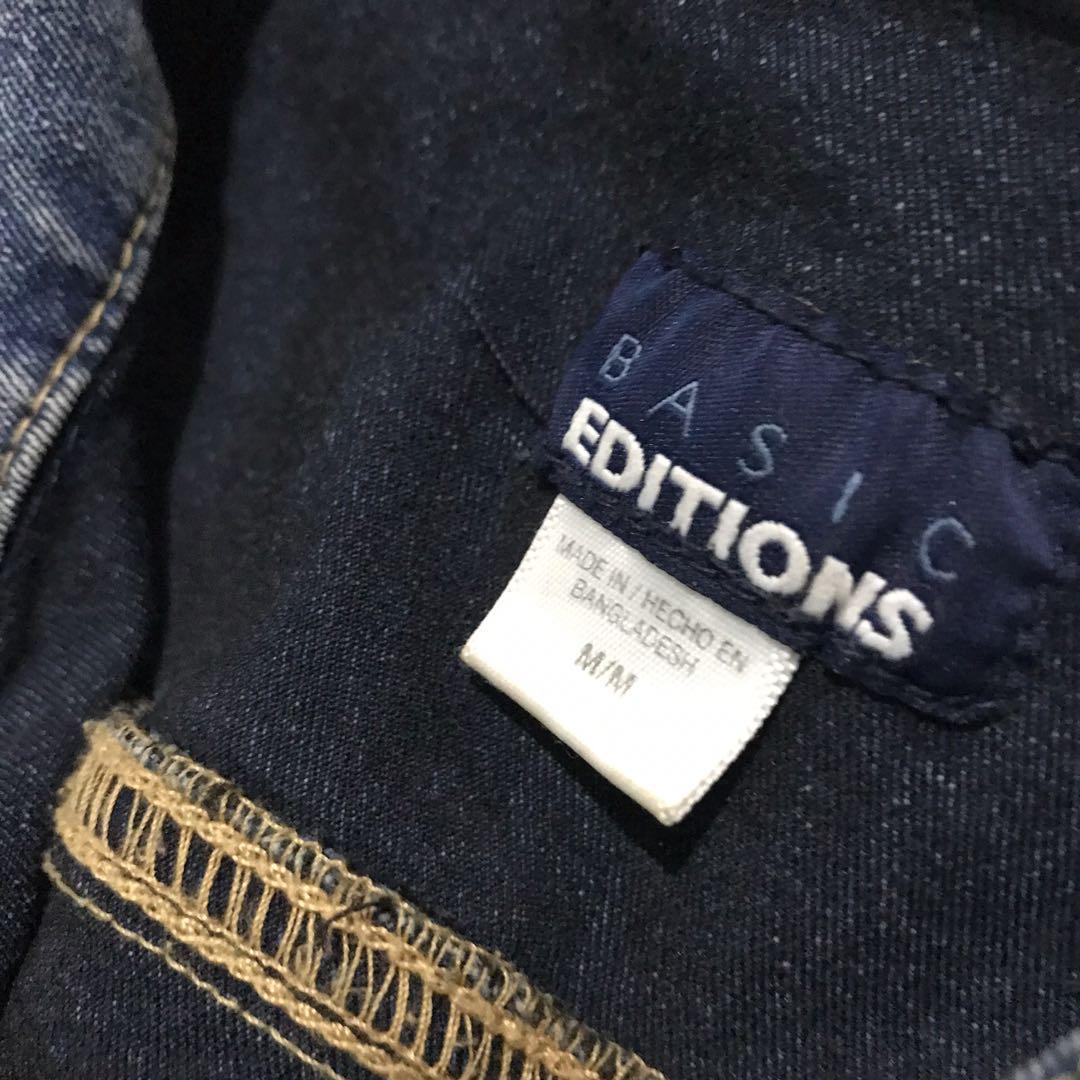 BASIC
EDITIONS
MADE IN / HECHO EN
BANGLADESH
M/M